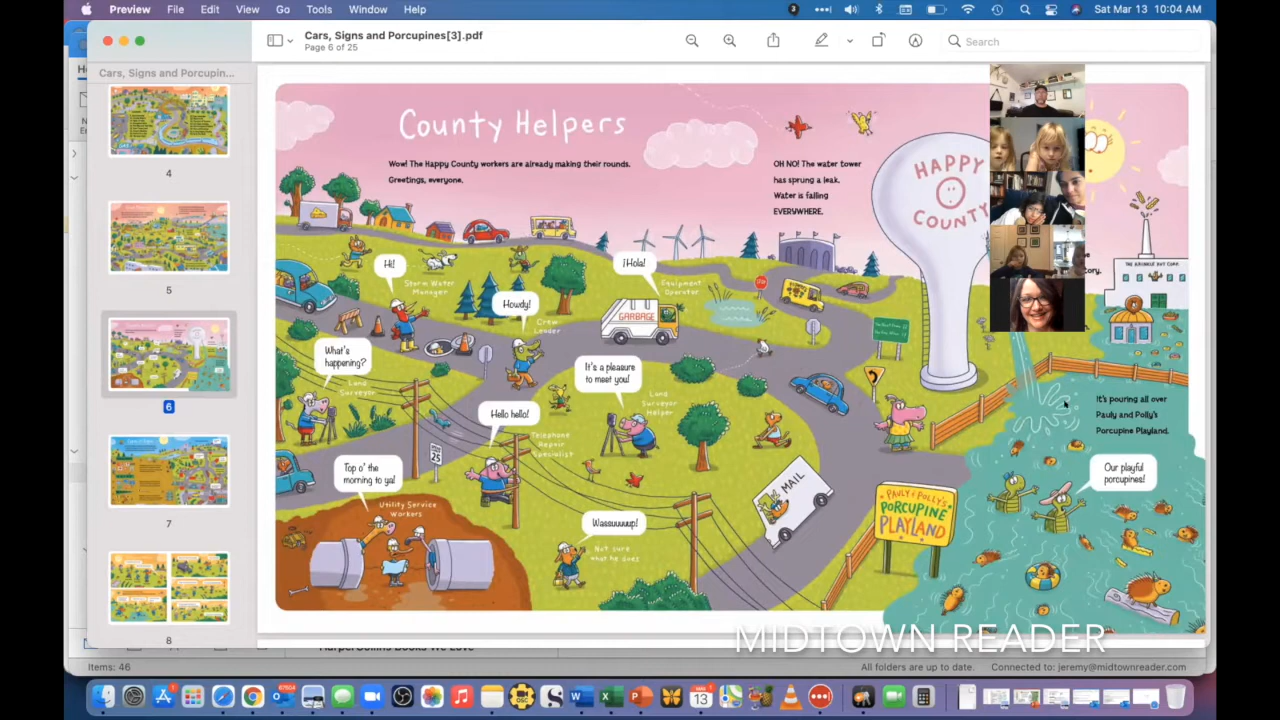 Preview File Edit View Go Tools Window Help
Sat Mar 13 10:04 AM
Cars, Signs and Porcupines[3].pdf
Page 6 of 25
Search
Cars, Signs and Porcupin...
4
5
6
7
8
County Helpers
Wow! The Happy County workers are already making their rounds.
Greetings, everyone.
OH NO! The water tower
has sprung a leak.
Water is falling
EVERYWHERE.
HAPPY
COUNTY
Hi!
Storm Water
Manager
¡Hola!
Equipment
Operator
Howdy!
Crew
Leader
GARBAGE
STOP
What's
happening?
Land
Surveyor
It's a pleasure
to meet you!
Land
Surveyor
Helper
Hello hello!
Telephone
Repair
Specialist
25
Top o' the
morning to ya!
Utility Service
Workers
Wassuuuup!
Not sure
what he does
MAIL
PAULY & POLLY'S
PORCUPINE
PLAYLAND
It's pouring all over
Pauly and Polly's
Porcupine Playland.
Our playful
porcupines!
MIDTOWN READER
Items: 46
All folders are up to date.
Connected to: jeremy@midtownreader.com